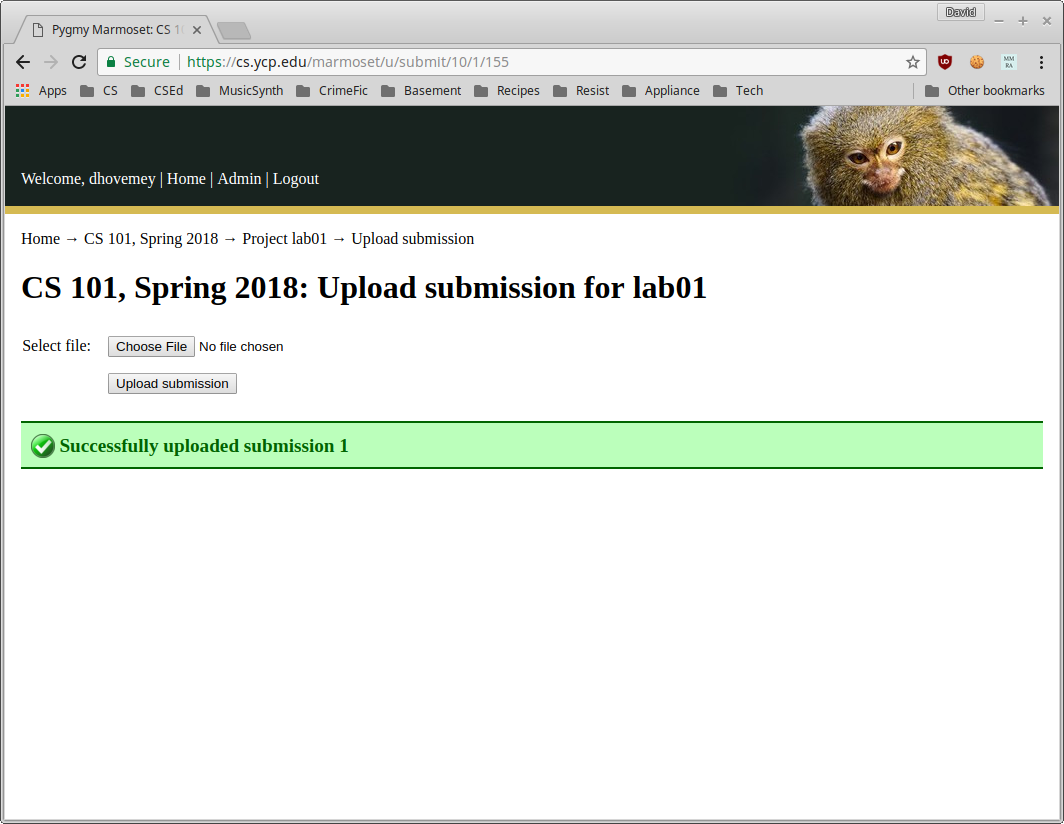 David
Pygmy Marmoset: CS 1
Secure https://cs.ycp.edu/marmoset/u/submit/10/1/155
UD
MM
RA
Apps CS CSEd MusicSynth CrimeFic Basement Recipes Resist Appliance Tech Other bookmarks
Welcome, dhovemey | Home | Admin | Logout
Home → CS 101, Spring 2018 → Project lab01 → Upload submission
CS 101, Spring 2018: Upload submission for lab01
Select file: Choose File No file chosen
Upload submission
Successfully uploaded submission 1